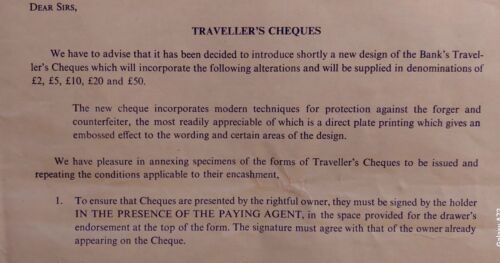 DEAR SIRS,
TRAVELLER'S CHEQUES
We have to advise that it has been decided to introduce shortly a new design of the Bank's Travel-
ler's Cheques which will incorporate the following alterations and will be supplied in denominations of
£2, £5, £10, £20 and £50.
The new cheque incorporates modern techniques for protection against the forger and
counterfeiter, the most readily appreciable of which is a direct plate printing which gives an
embossed effect to the wording and certain areas of the design.
We have pleasure in annexing specimens of the forms of Traveller's Cheques to be issued and
repeating the conditions applicable to their encashment,
1. To ensure that Cheques are presented by the rightful owner, they must be signed by the holder
IN THE PRESENCE OF THE PAYING AGENT, in the space provided for the drawer's
endorsement at the top of the form. The signature must agree with that of the owner already
appearing on the Cheque.